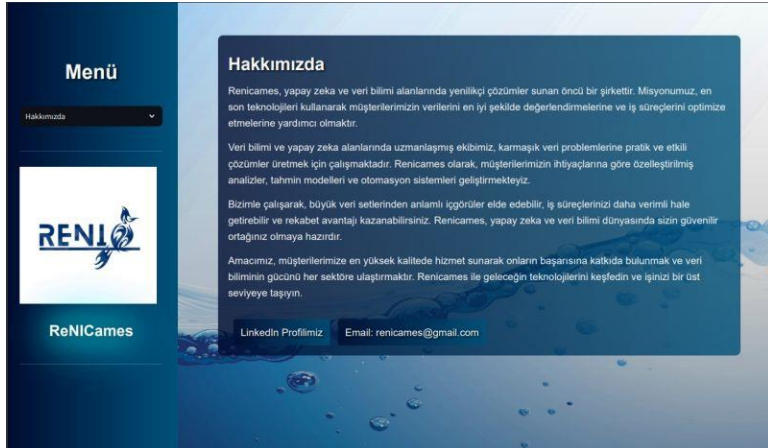 Menü
Hakkımızda
RENI
ReNICames
Hakkımızda
Renicames, yapay zeka ve veri bilimi alanlarında yenilikçi çözümler sunan öncü bir şirkettir. Misyonumuz, en
son teknolojileri kullanarak müşterilerimizin verilerini en iyi şekilde değerlendirmelerine ve iş süreçlerini optimize
etmelerine yardımcı olmaktır.
Veri bilimi ve yapay zeka alanlarında uzmanlaşmış ekibimiz, karmaşık veri problemlerine pratik ve etkili
çözümler üretmek için çalışmaktadır. Renicames olarak, müşterilerimizin ihtiyaçlarına göre özelleştirilmiş
analizler, tahmin modelleri ve otomasyon sistemleri geliştirmekteyiz.
Bizimle çalışarak, büyük veri setlerinden anlamlı içgörüler elde edebilir, iş süreçlerinizi daha verimli hale
getirebilir ve rekabet avantajı kazanabilirsiniz. Renicames, yapay zeka ve veri bilimi dünyasında sizin güvenilir
ortağınız olmaya hazırdır.
Amacımız, müşterilerimize en yüksek kalitede hizmet sunarak onların başarısına katkıda bulunmak ve veri
biliminin gücünü her sektöre ulaştırmaktır. Renicames ile geleceğin teknolojilerini keşfedin ve işinizi bir üst
seviyeye taşıyın.
LinkedIn Profilimiz
Email: renicames@gmail.com